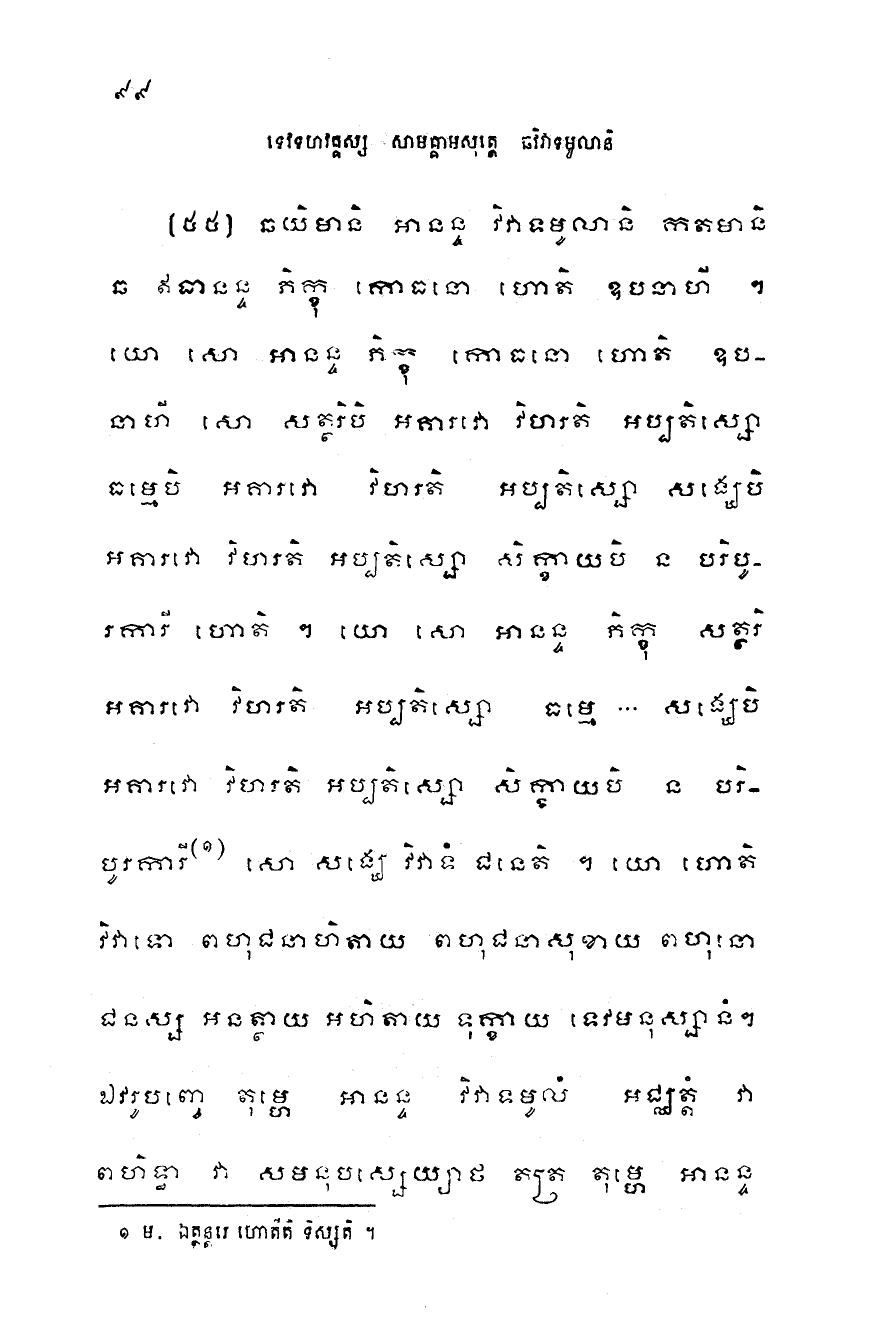 ៩៩
ទេវទហវគ្គស្ស សាមគាមសុត្តេ ឆវិវាទមូលានិ
(៥៥) ឆយិមានិ អានន្ទ វិវាទមូលានិ កតមានិ
ឆ ឥធានន្ទ ភិក្ខុ កោធនោ ហោតិ ឧបនាហី ។
យោ សោ អានន្ទ ភិក្ខុ កោធនោ ហោតិ ឧប-
នាហី សោ សត្ថរិបិ អគារវោ វិហរតិ អប្បតិស្សោ
ធម្មេបិ អគារវោ វិហរតិ អប្បតិស្សោ សង្ឃេបិ
អគារវោ វិហរតិ អប្បតិស្សោ សិក្ខាយបិ ន បរិបូ-
រការី ហោតិ ។ យោ សោ អានន្ទ ភិក្ខុ សត្ថរិ
អគារវោ វិហរតិ អប្បតិស្សោ ធម្មេ ... សង្ឃេបិ
អគារវោ វិហរតិ អប្បតិស្សោ សិក្ខាយបិ ន បរិ-
បូរការី(១) សោ សង្ឃេ វិវាទំ ជនេតិ ។ យោ ហោតិ
វិវាទោ ពហុជនាហិតាយ ពហុជនាសុខាយ ពហុនោ
ជនស្ស អនត្ថាយ អហិតាយ ទុក្ខាយ ទេវមនុស្សានំ។
ឯវរូបញ្ចេ តុម្ហេ អានន្ទ វិវាទមូលំ អជ្ឈត្តំ វា
ពហិទ្ធា វា សមនុបស្សេយ្យាថ តត្រ តុម្ហេ អានន្ទ
១ ម. ឯត្ថន្តរេ ហោតីតិ ទិស្សតិ ។